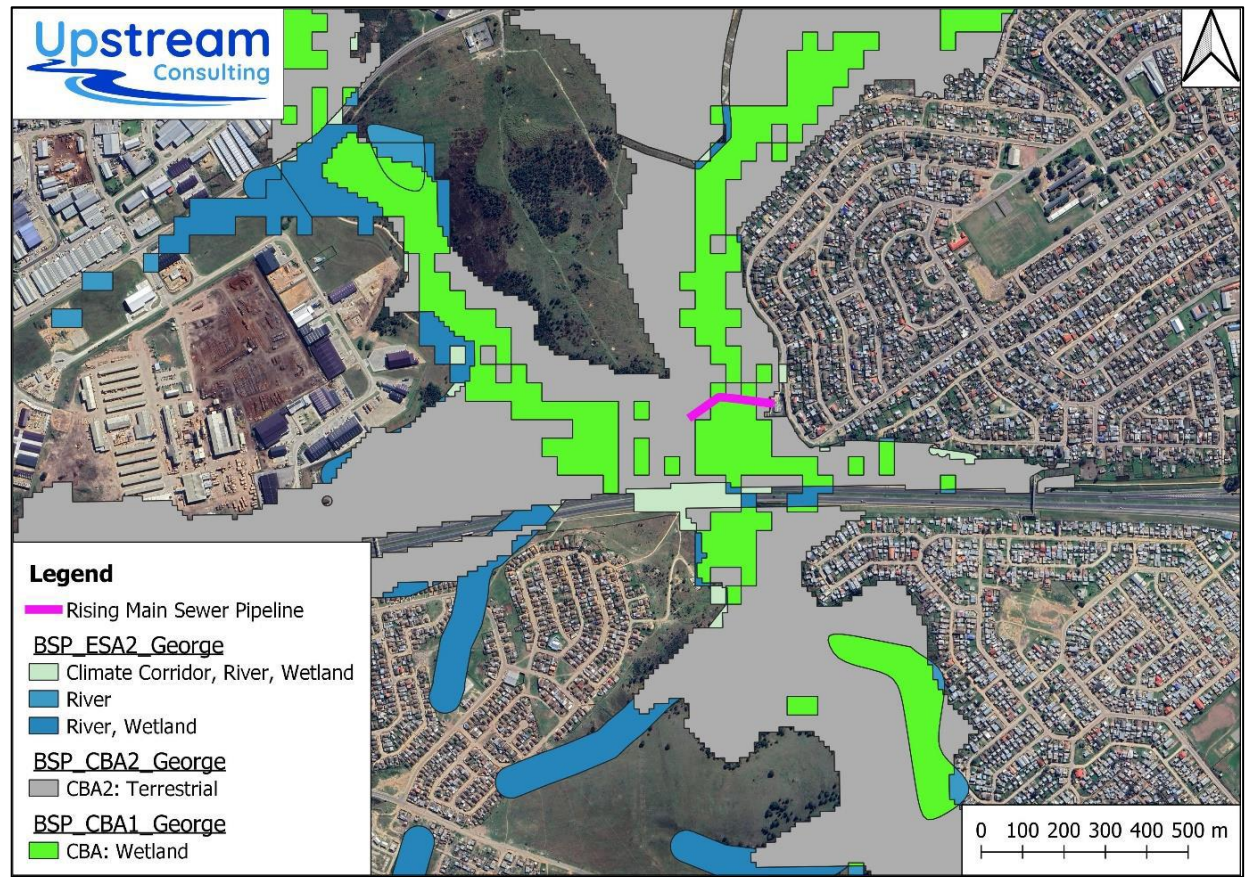 Upstream
Consulting
Legend
Rising Main Sewer Pipeline
BSP_ESA2_George
Climate Corridor, River, Wetland
River
River, Wetland
BSP_CBA2_George
CBA2: Terrestrial
BSP_CBA1_George
CBA: Wetland
0 100 200 300 400 500 m